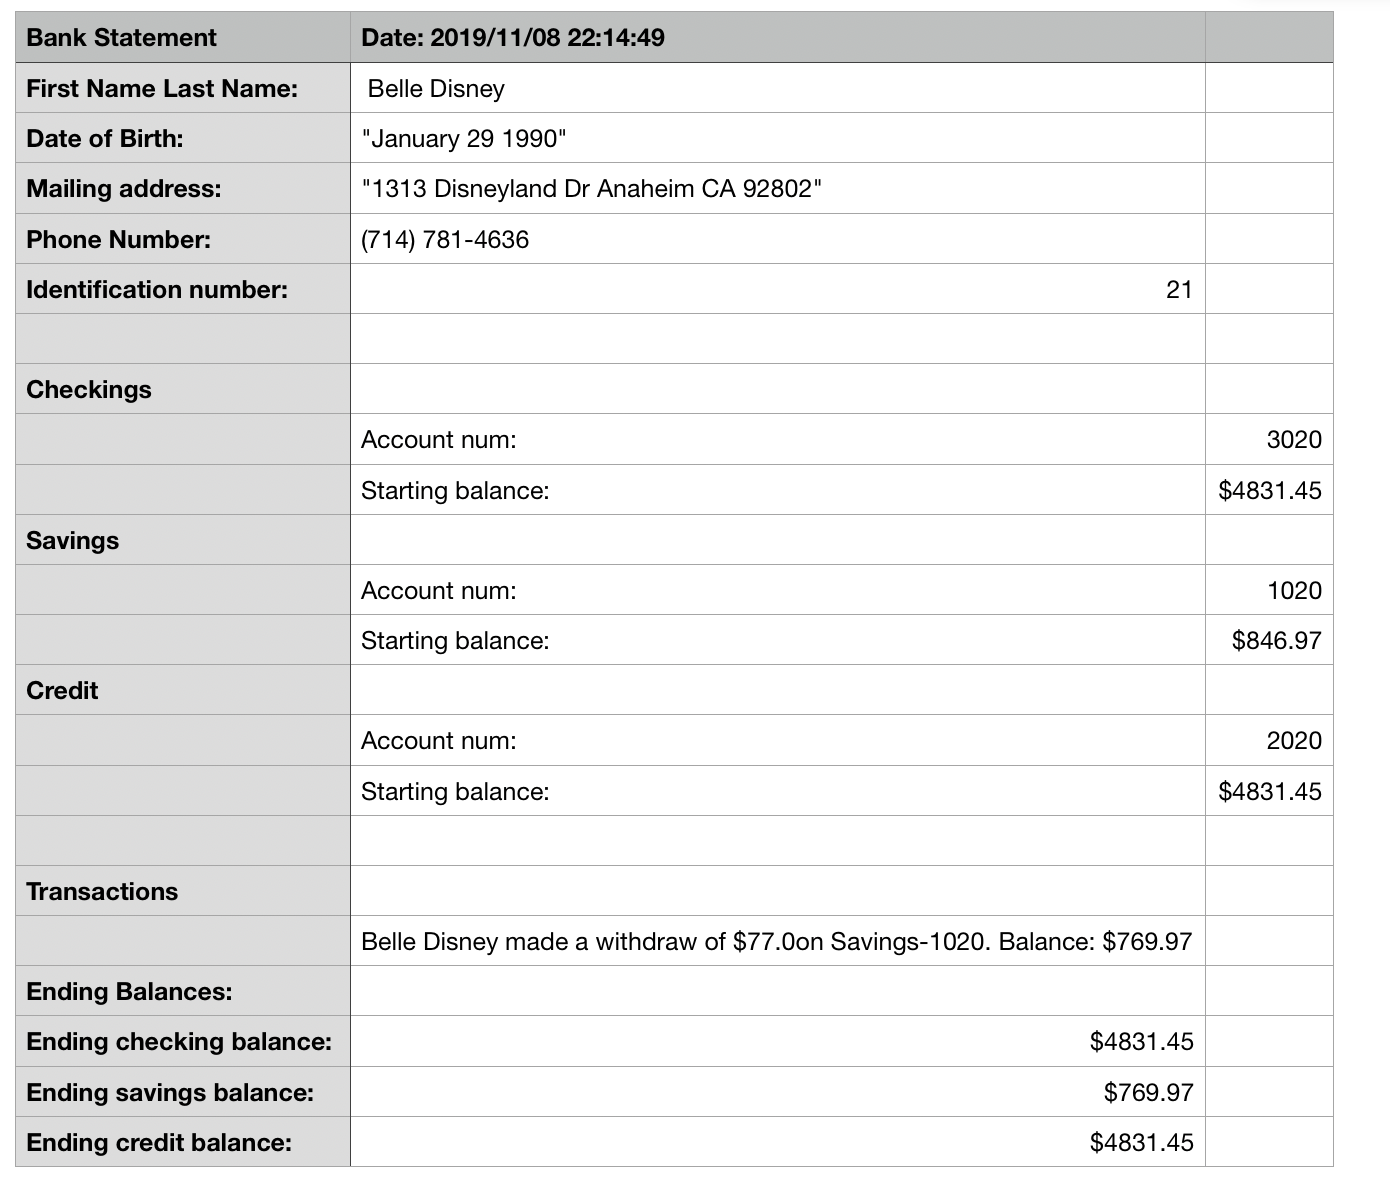 Bank Statement Date: 2019/11/08 22:14:49
First Name Last Name: Belle Disney
Date of Birth: "January 29 1990"
Mailing address: "1313 Disneyland Dr Anaheim CA 92802"
Phone Number: (714) 781-4636
Identification number: 21
Checkings
Account num: 3020
Starting balance: $4831.45
Savings
Account num: 1020
Starting balance: $846.97
Credit
Account num: 2020
Starting balance: $4831.45
Transactions
Belle Disney made a withdraw of $77.0on Savings-1020. Balance: $769.97
Ending Balances:
Ending checking balance: $4831.45
Ending savings balance: $769.97
Ending credit balance: $4831.45